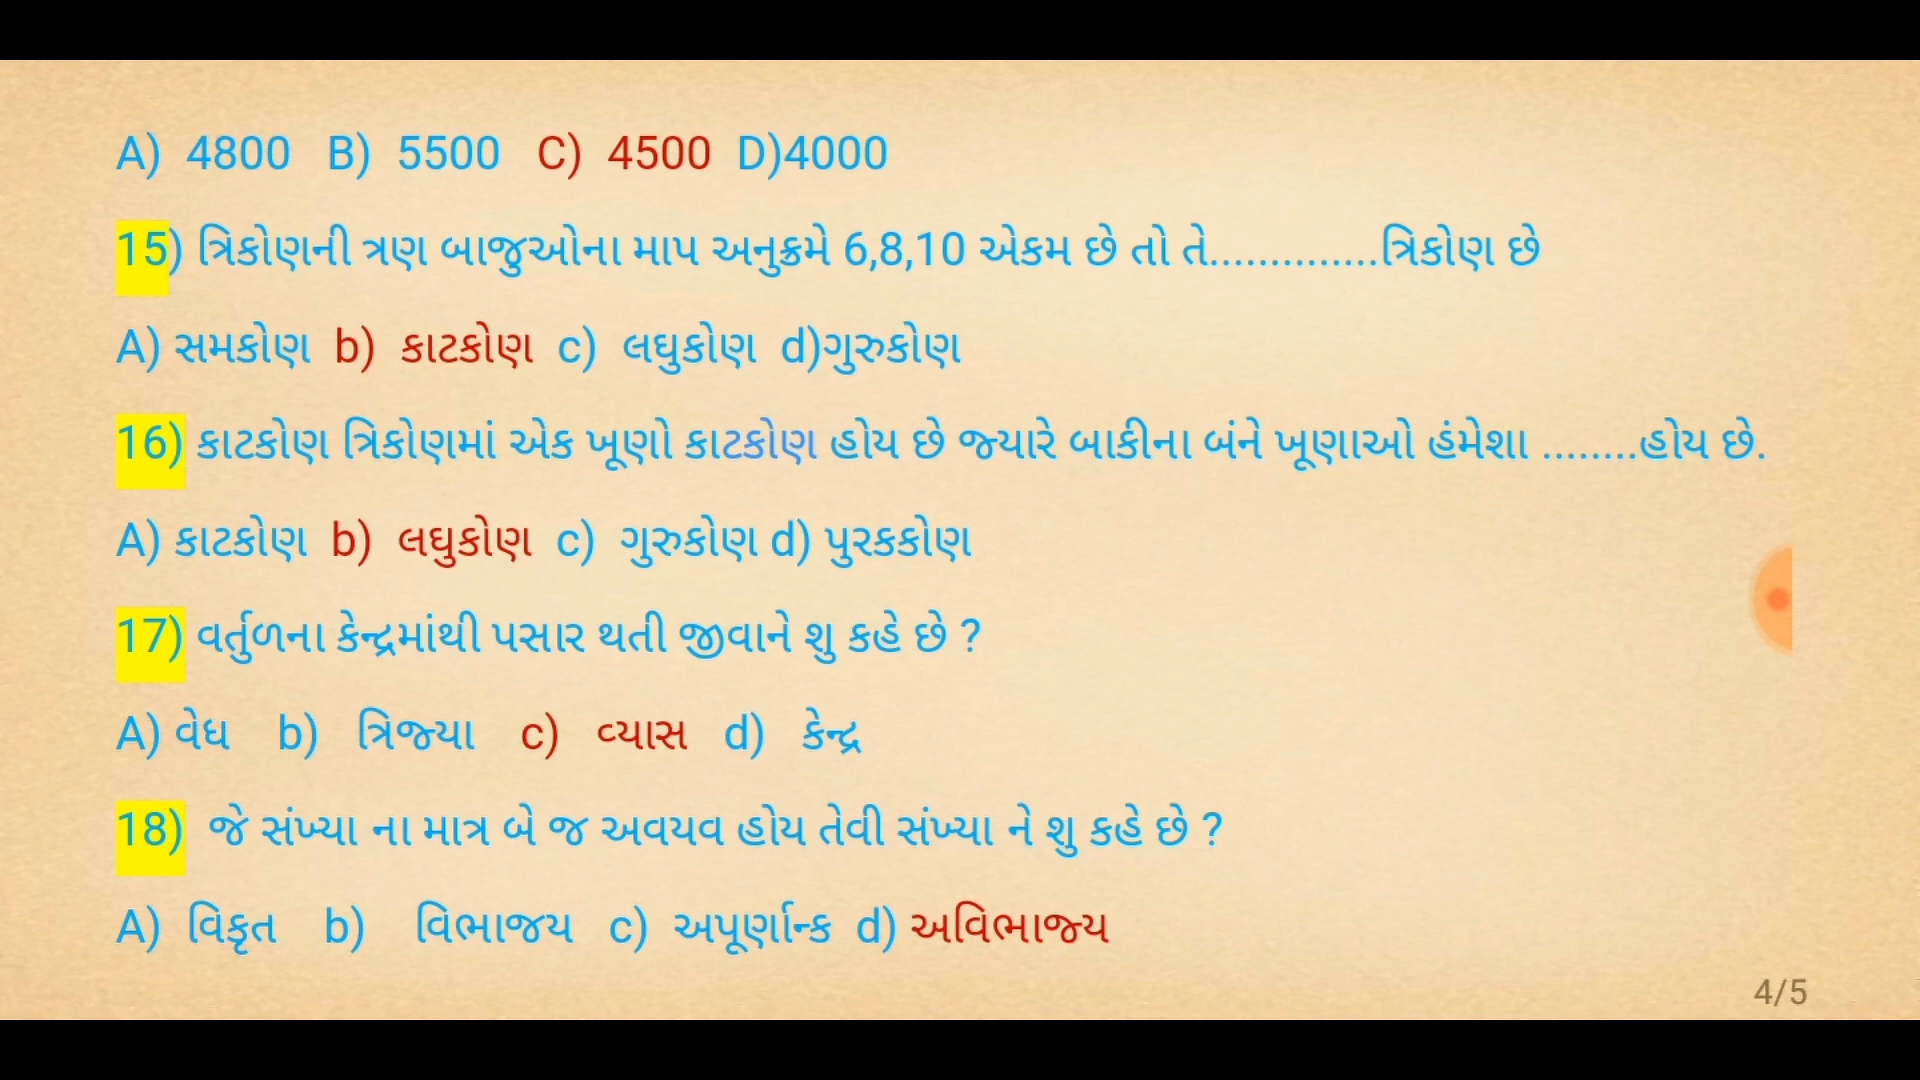 A) 4800 B) 5500 C) 4500 D)4000
15) ત્રિકોણની ત્રણ બાજુઓના માપ અનુક્રમે 6,8,10 એકમ છે તો તે..............ત્રિકોણ છે
A) સમકોણ b) કાટકોણ c) લઘુકોણ d)ગુરુકોણ
16) કાટકોણ ત્રિકોણમાં એક ખૂણો કાટકોણ હોય છે જ્યારે બાકીના બંને ખૂણાઓ હંમેશા ........હોય છે.
A) કાટકોણ b) લઘુકોણ c) ગુરુકોણ d) પુરકકોણ
17) વર્તુળના કેન્દ્રમાંથી પસાર થતી જીવાને શુ કહે છે ?
A) વેધ b) ત્રિજ્યા c) વ્યાસ d) કેન્દ્ર
18) જે સંખ્યા ના માત્ર બે જ અવયવ હોય તેવી સંખ્યા ને શુ કહે છે ?
A) વિકૃત b) વિભાજય c) અપૂર્ણાન્ક d) અવિભાજ્ય
4/5